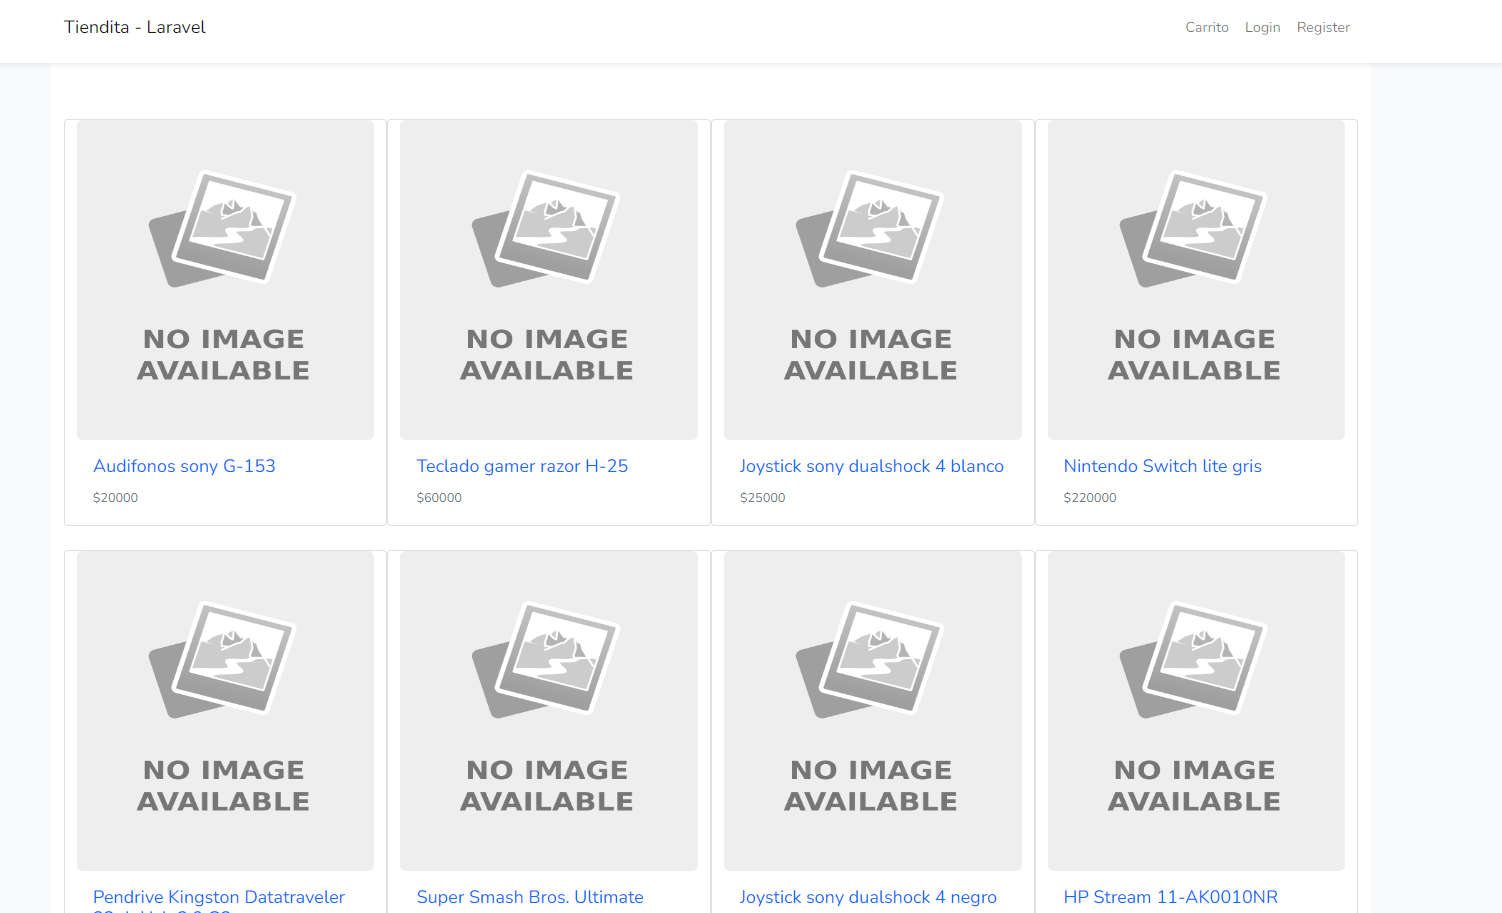 Tiendita - Laravel
Carrito Login Register
NO IMAGE AVAILABLE
NO IMAGE AVAILABLE
NO IMAGE AVAILABLE
NO IMAGE AVAILABLE
Audifonos sony G-153
$20000
Teclado gamer razor H-25
$60000
Joystick sony dualshock 4 blanco
$25000
Nintendo Switch lite gris
$220000
NO IMAGE AVAILABLE
NO IMAGE AVAILABLE
NO IMAGE AVAILABLE
NO IMAGE AVAILABLE
Pendrive Kingston Datatraveler
Super Smash Bros. Ultimate
Joystick sony dualshock 4 negro
HP Stream 11-AK0010NR